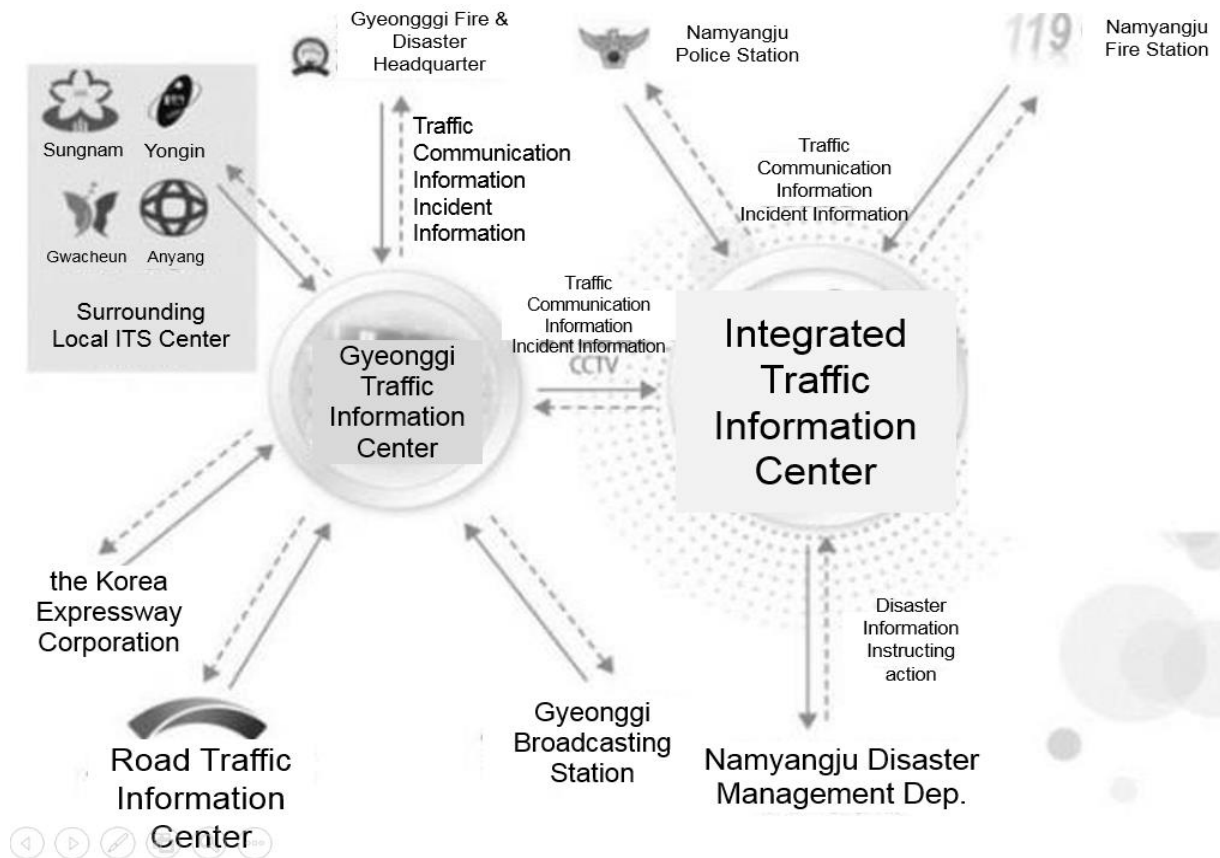 Gyeongggi Fire &
Disaster
Headquarter
Namyangju
Police Station
119
Namyangju
Fire Station
Sungnam
Yongin
Gwacheun
Anyang
Surrounding
Local ITS Center
Traffic
Communication
Information
Incident
Information
Traffic
Communication
Information
Incident Information
Traffic
Communication
Information
Incident Information
CCTV
Gyeonggi
Traffic
Information
Center
Integrated
Traffic
Information
Center
the Korea
Expressway
Corporation
Road Traffic
Information
Center
Gyeonggi
Broadcasting
Station
Disaster
Information
Instructing
action
Namyangju Disaster
Management Dep.